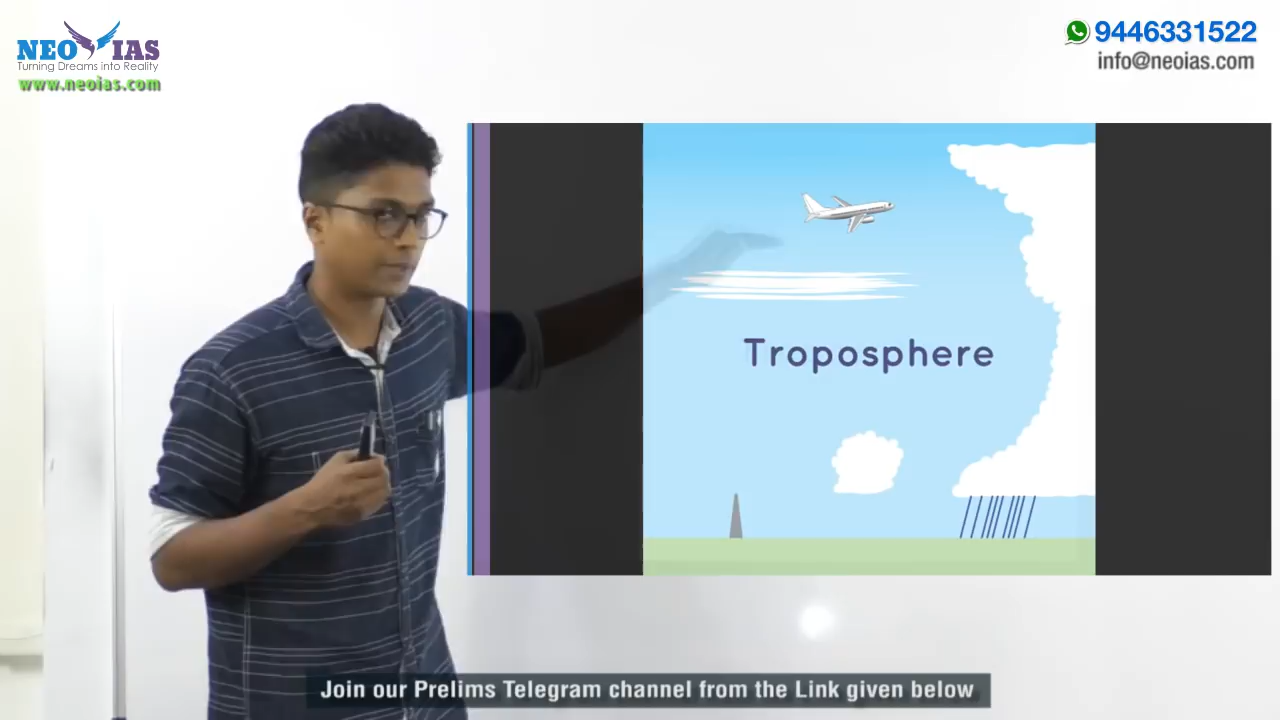 NEO IAS
Turning Dreams into Reality
www.neoias.com
9446331522
info@neoias.com
Troposphere
Join our Prelims Telegram channel from the Link given below